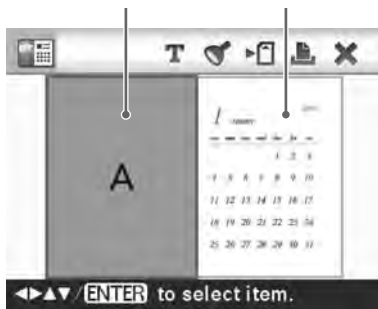 T
1
A
1 2 3
4 5 6 7 8 9 10
11 12 13 14 15 16 17
18 19 20 21 22 23 24
25 26 27 28 29 30 31
/ENTER to select item.